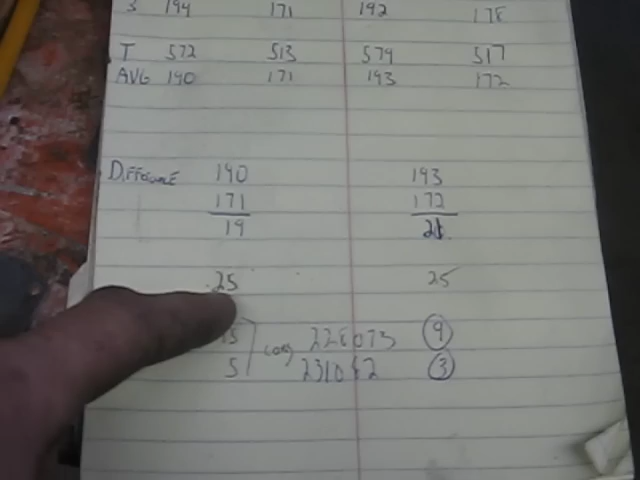 3 194 171 192 178
T 572 513 579 517
AVG 190 171 193 172
DIFFERENCE 190 193
171 172
19 21
25 25
15 9
5 3